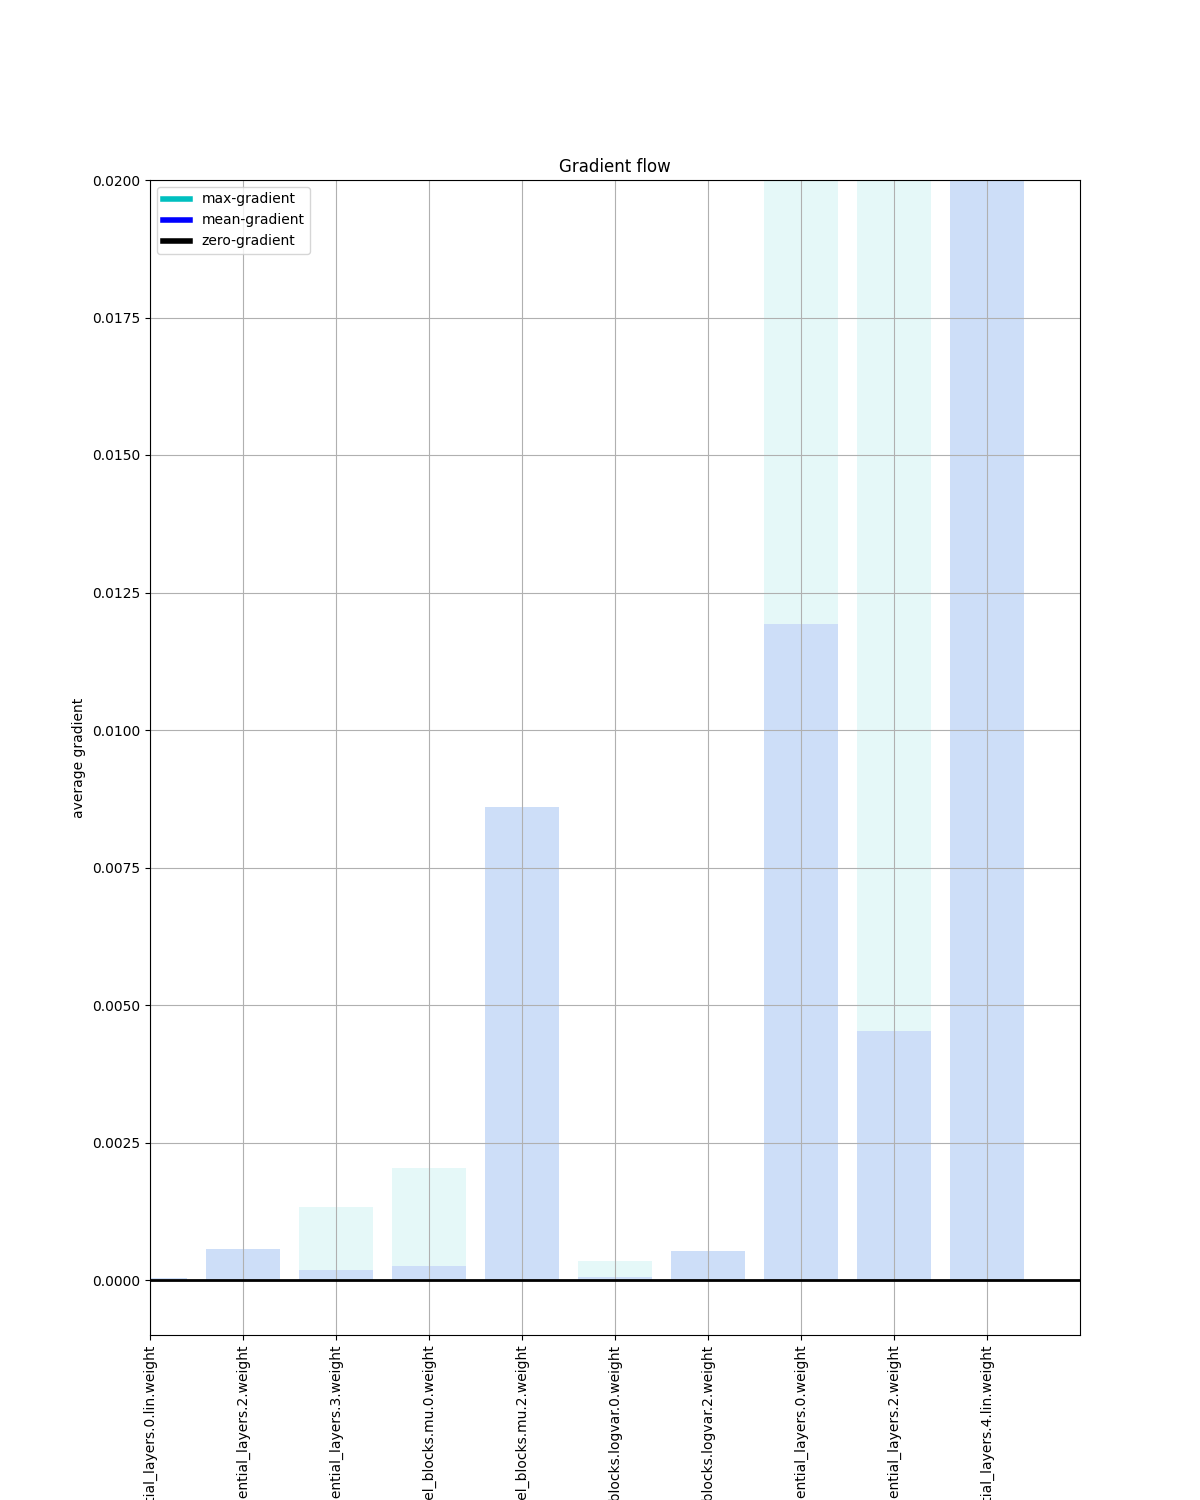 Gradient flow
max-gradient
mean-gradient
zero-gradient
0.0200
0.0175
0.0150
0.0125
0.0100
0.0075
0.0050
0.0025
0.0000
average gradient
tial_layers.0.lin.weight
ential_layers.2.weight
ential_layers.3.weight
el_blocks.mu.0.weight
el_blocks.mu.2.weight
blocks.logvar.0.weight
blocks.logvar.2.weight
ential_layers.0.weight
ential_layers.2.weight
tial_layers.4.lin.weight